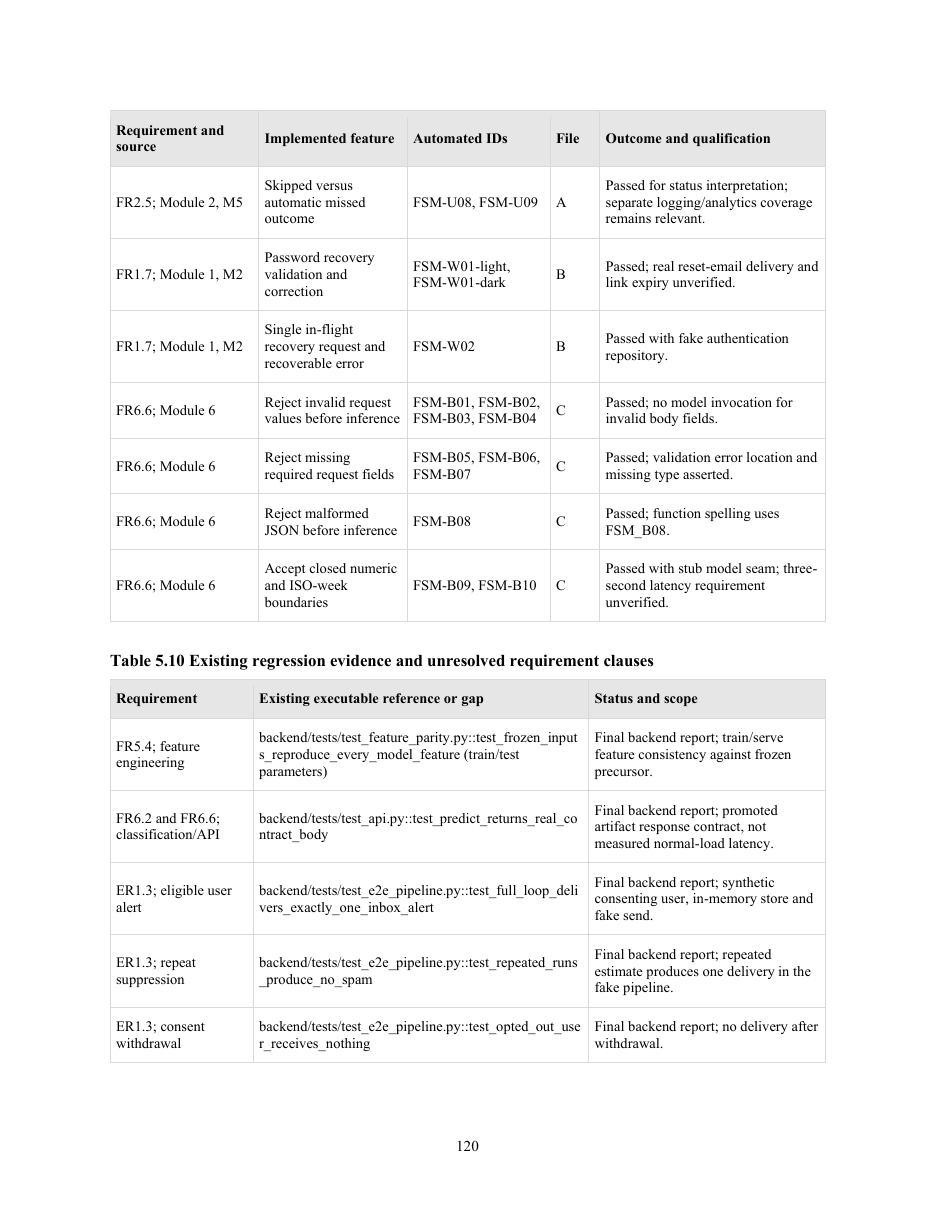 Requirement and
source
Implemented feature
Automated IDs
File
Outcome and qualification
FR2.5; Module 2, M5
Skipped versus
automatic missed
outcome
FSM-U08, FSM-U09
A
Passed for status interpretation;
separate logging/analytics coverage
remains relevant.
FR1.7; Module 1, M2
Password recovery
validation and
correction
FSM-W01-light,
FSM-W01-dark
B
Passed; real reset-email delivery and
link expiry unverified.
FR1.7; Module 1, M2
Single in-flight
recovery request and
recoverable error
FSM-W02
B
Passed with fake authentication
repository.
FR6.6; Module 6
Reject invalid request
values before inference
FSM-B01, FSM-B02,
FSM-B03, FSM-B04
C
Passed; no model invocation for
invalid body fields.
FR6.6; Module 6
Reject missing
required request fields
FSM-B05, FSM-B06,
FSM-B07
C
Passed; validation error location and
missing type asserted.
FR6.6; Module 6
Reject malformed
JSON before inference
FSM-B08
C
Passed; function spelling uses
FSM_B08.
FR6.6; Module 6
Accept closed numeric
and ISO-week
boundaries
FSM-B09, FSM-B10
C
Passed with stub model seam; three-
second latency requirement
unverified.
Table 5.10 Existing regression evidence and unresolved requirement clauses
Requirement
Existing executable reference or gap
Status and scope
FR5.4; feature
engineering
backend/tests/test_feature_parity.py::test_frozen_input
s_reproduce_every_model_feature (train/test
parameters)
Final backend report; train/serve
feature consistency against frozen
precursor.
FR6.2 and FR6.6;
classification/API
backend/tests/test_api.py::test_predict_returns_real_co
ntract_body
Final backend report; promoted
artifact response contract, not
measured normal-load latency.
ER1.3; eligible user
alert
backend/tests/test_e2e_pipeline.py::test_full_loop_deli
vers_exactly_one_inbox_alert
Final backend report; synthetic
consenting user, in-memory store and
fake send.
ER1.3; repeat
suppression
backend/tests/test_e2e_pipeline.py::test_repeated_runs
_produce_no_spam
Final backend report; repeated
estimate produces one delivery in the
fake pipeline.
ER1.3; consent
withdrawal
backend/tests/test_e2e_pipeline.py::test_opted_out_use
r_receives_nothing
Final backend report; no delivery after
withdrawal.
120